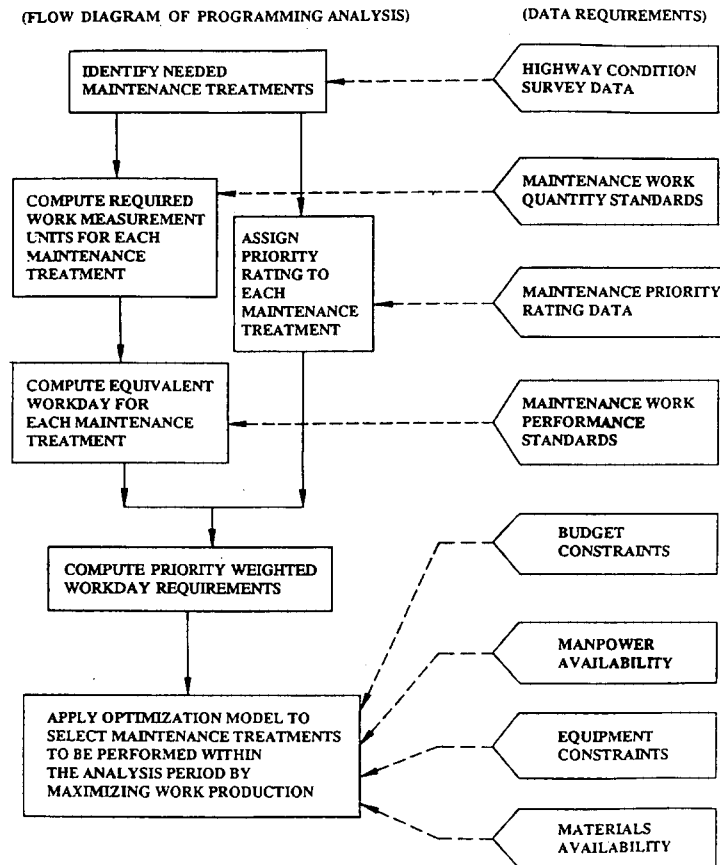 (FLOW DIAGRAM OF PROGRAMMING ANALYSIS)
(DATA REQUIREMENTS)
IDENTIFY NEEDED
MAINTENANCE TREATMENTS
HIGHWAY CONDITION
SURVEY DATA
COMPUTE REQUIRED
WORK MEASUREMENT
UNITS FOR EACH
MAINTENANCE
TREATMENT
MAINTENANCE WORK
QUANTITY STANDARDS
ASSIGN
PRIORITY
RATING TO
EACH
MAINTENANCE
TREATMENT
MAINTENANCE PRIORITY
RATING DATA
COMPUTE EQUIVALENT
WORKDAY FOR
EACH MAINTENANCE
TREATMENT
MAINTENANCE WORK
PERFORMANCE
STANDARDS
BUDGET
CONSTRAINTS
COMPUTE PRIORITY WEIGHTED
WORKDAY REQUIREMENTS
MANPOWER
AVAILABILITY
APPLY OPTIMIZATION MODEL TO
SELECT MAINTENANCE TREATMENTS
TO BE PERFORMED WITHIN
THE ANALYSIS PERIOD BY
MAXIMIZING WORK PRODUCTION
EQUIPMENT
CONSTRAINTS
MATERIALS
AVAILABILITY